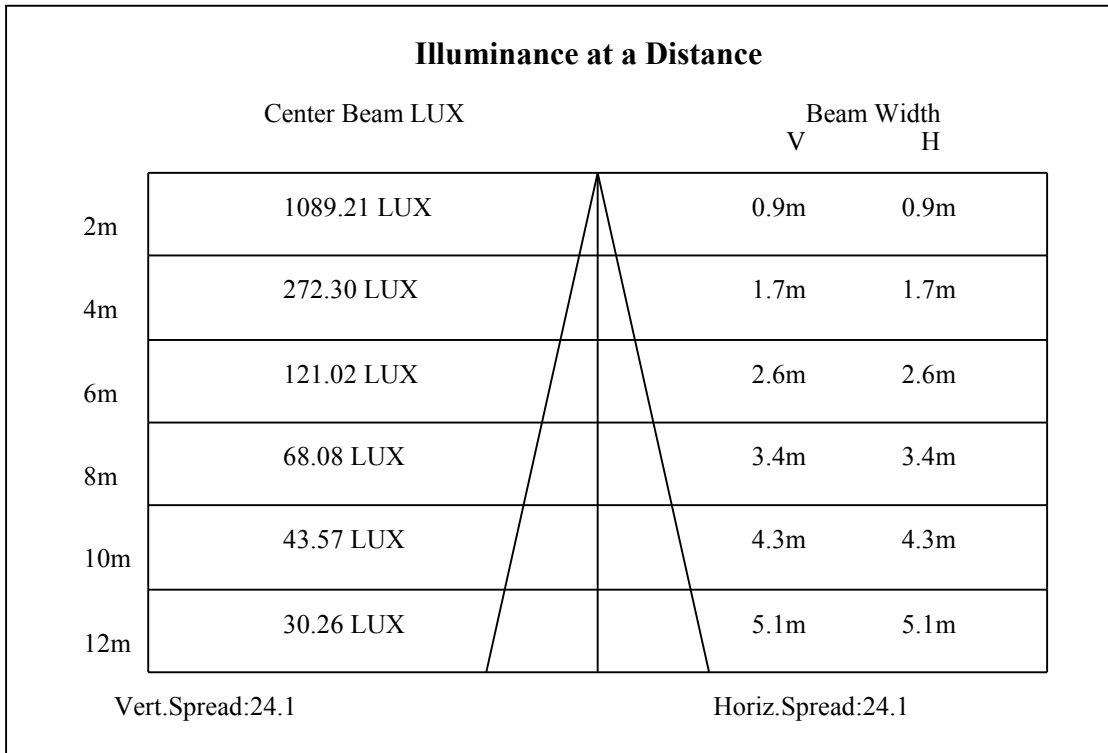 Illuminance at a Distance
Center Beam LUX Beam Width
V H
2m 1089.21 LUX 0.9m 0.9m
4m 272.30 LUX 1.7m 1.7m
6m 121.02 LUX 2.6m 2.6m
8m 68.08 LUX 3.4m 3.4m
10m 43.57 LUX 4.3m 4.3m
12m 30.26 LUX 5.1m 5.1m
Vert.Spread:24.1 Horiz.Spread:24.1